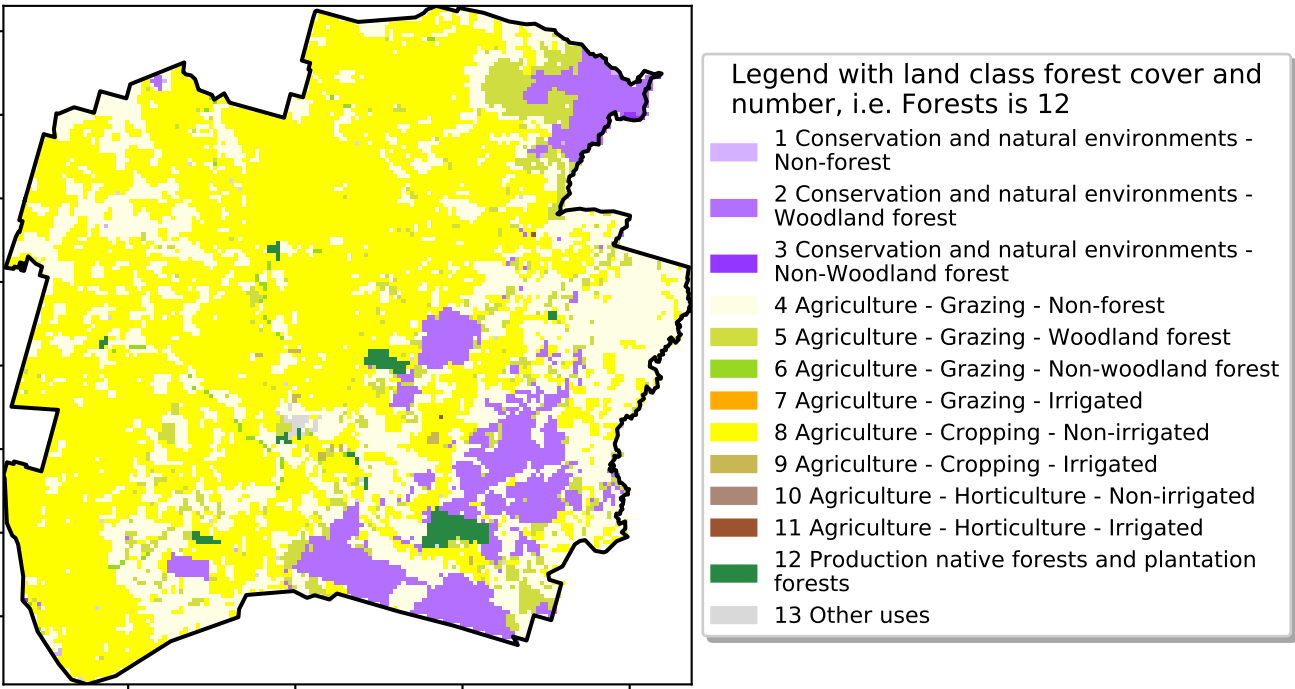 Legend with land class forest cover and
number, i.e. Forests is 12
1 Conservation and natural environments -
Non-forest
2 Conservation and natural environments -
Woodland forest
3 Conservation and natural environments -
Non-Woodland forest
4 Agriculture - Grazing - Non-forest
5 Agriculture - Grazing - Woodland forest
6 Agriculture - Grazing - Non-woodland forest
7 Agriculture - Grazing - Irrigated
8 Agriculture - Cropping - Non-irrigated
9 Agriculture - Cropping - Irrigated
10 Agriculture - Horticulture - Non-irrigated
11 Agriculture - Horticulture - Irrigated
12 Production native forests and plantation
forests
13 Other uses